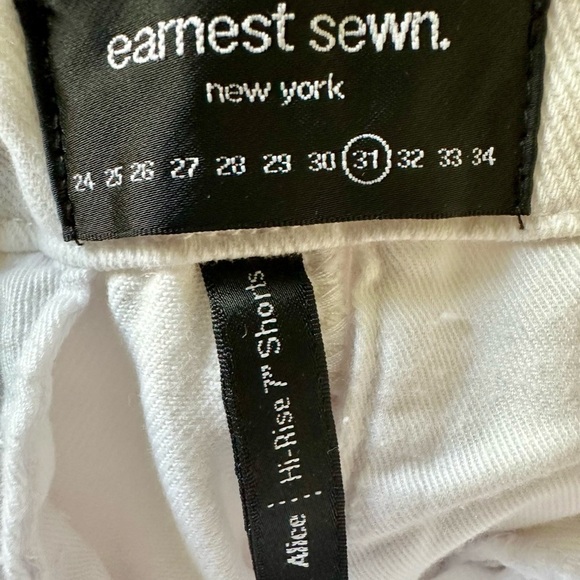 earnest sewn.
new york
24 25 26 27 28 29 30 31 32 33 34
Alice Hi-Rise 7" Shorts